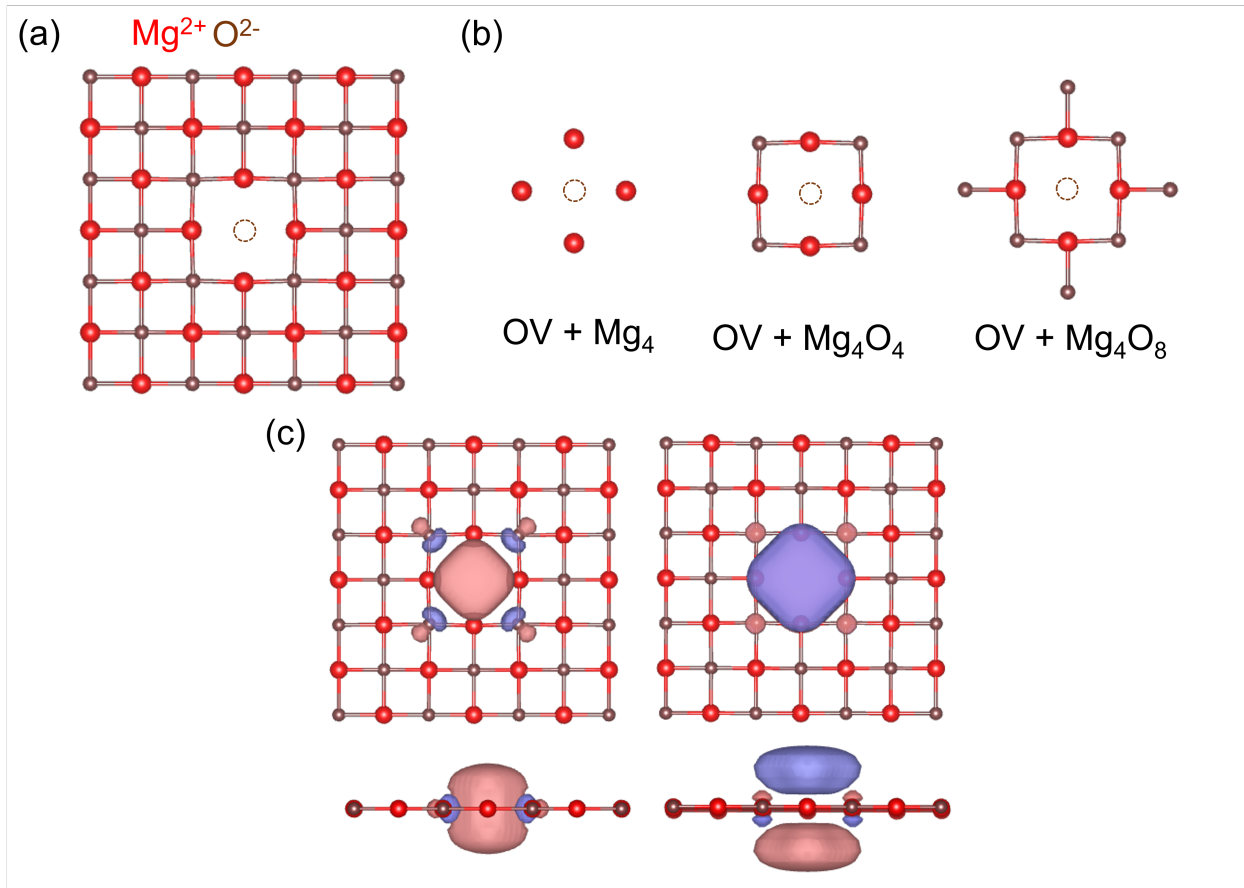 (a)
Mg²⁺ O²⁻
(b)
OV + Mg₄
OV + Mg₄O₄
OV + Mg₄O₈
(c)